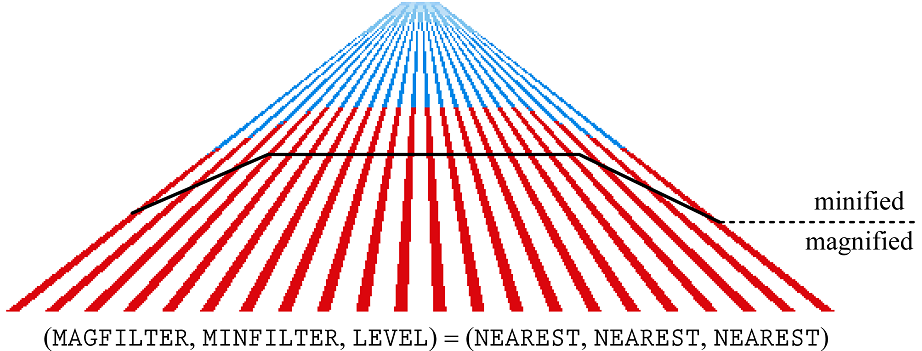 minified
magnified
(MAGFILTER, MINFILTER, LEVEL) = (NEAREST, NEAREST, NEAREST)